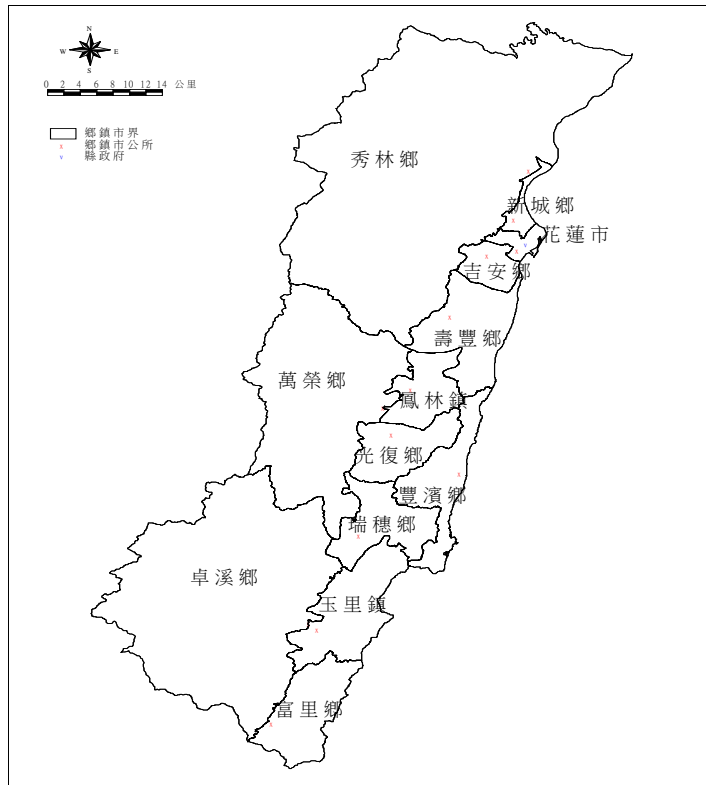 N
W E
S
0 2 4 6 8 10 12 14 公里
鄉鎮市界
x 鄉鎮市公所
v 縣政府
秀林鄉
新城鄉
花蓮市
吉安鄉
壽豐鄉
萬榮鄉
鳳林鎮
光復鄉
豐濱鄉
瑞穗鄉
卓溪鄉
玉里鎮
富里鄉